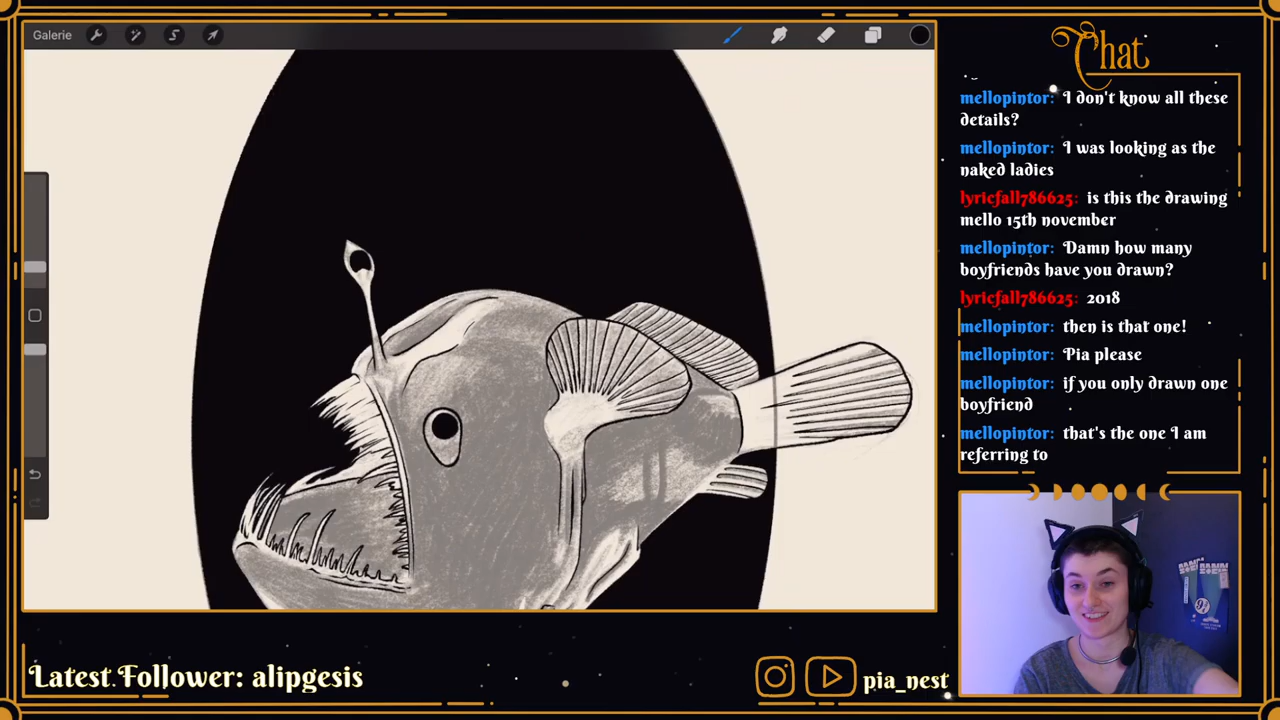 Galerie
Chat
mellopintor: I don't know all these
details?
mellopintor: I was looking as the
naked ladies
lyricfall786625: is this the drawing
mello 15th november
mellopintor: Damn how many
boyfriends have you drawn?
lyricfall786625: 2018
mellopintor: then is that one!
mellopintor: Pia please
mellopintor: if you only drawn one
boyfriend
mellopintor: that's the one I am
referring to
Latest Follower: alipgesis
pia_nest